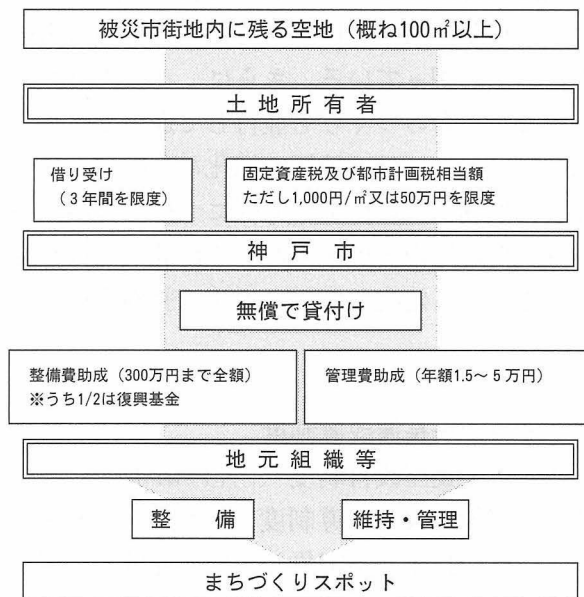 被災市街地内に残る空地（概ね100㎡以上）
土地所有者
借り受け
（３年間を限度）
固定資産税及び都市計画税相当額
ただし1,000円/㎡又は50万円を限度
神戸市
無償で貸付け
整備費助成（300万円まで全額）
※うち1/2は復興基金
管理費助成（年額1.5～５万円）
地元組織等
整　備
維持・管理
まちづくりスポット